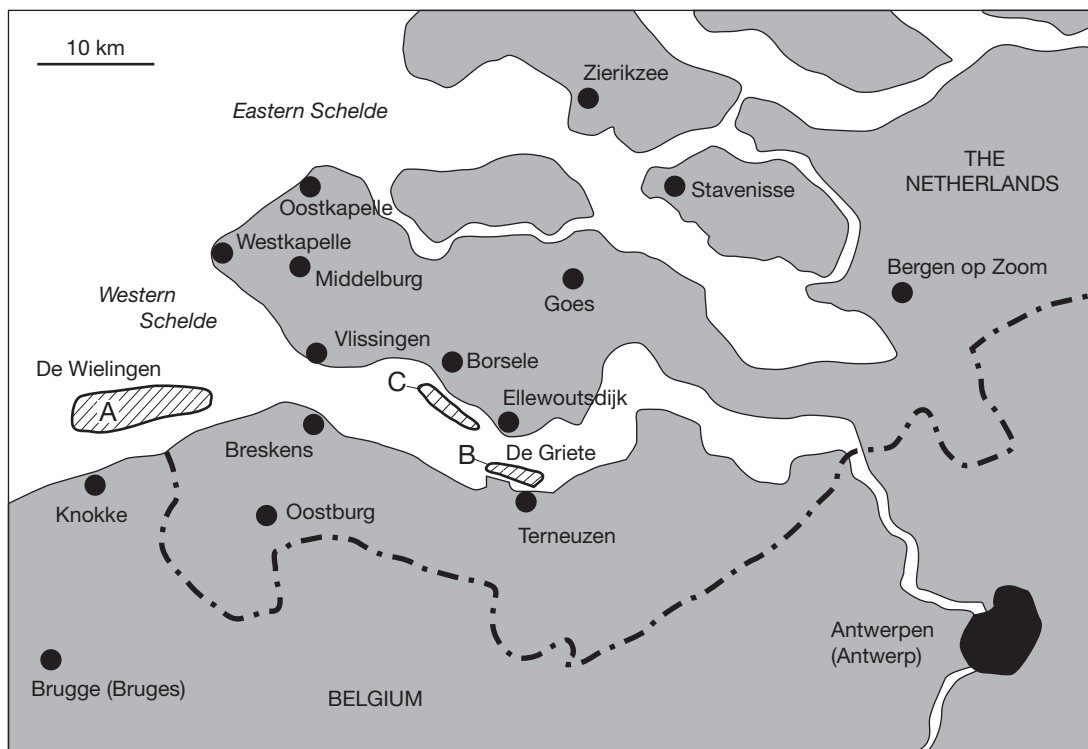 10 km
Zierikzee
Eastern Schelde
THE
NETHERLANDS
Stavenisse
Oostkapelle
Westkapelle
Middelburg
Bergen op Zoom
Goes
Western
Schelde
Vlissingen
De Wielingen
Borsele
C
A
Ellewoutsdijk
Breskens
B
De Griete
Knokke
Oostburg
Terneuzen
Antwerpen
(Antwerp)
Brugge (Bruges)
BELGIUM